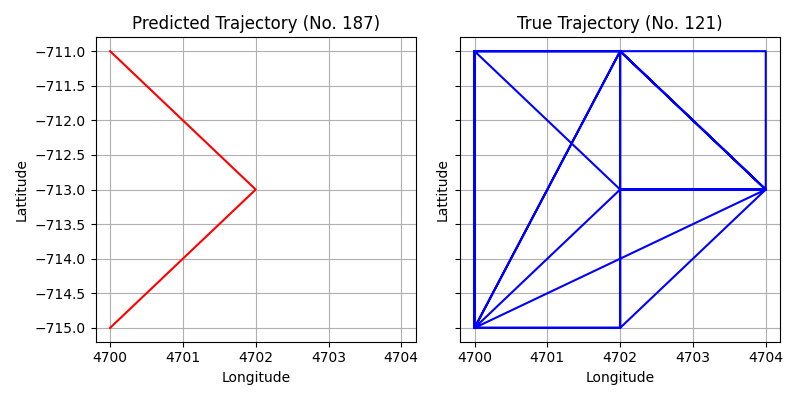 Predicted Trajectory (No. 187)
True Trajectory (No. 121)
−711.0
−711.5
−712.0
−712.5
−713.0
−713.5
−714.0
−714.5
−715.0
Lattitude
Lattitude
4700 4701 4702 4703 4704
4700 4701 4702 4703 4704
Longitude
Longitude